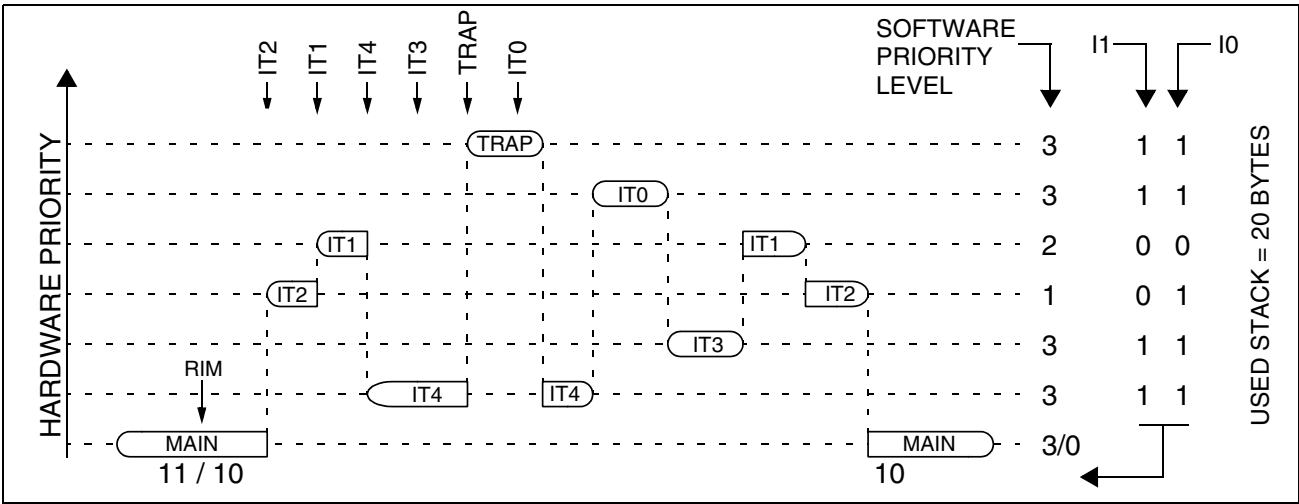 IT2
IT1
IT4
IT3
TRAP
IT0
SOFTWARE
PRIORITY
LEVEL
I1
I0
HARDWARE PRIORITY
TRAP
3
1 1
IT0
3
1 1
IT1
IT1
2
0 0
IT2
IT2
1
0 1
IT3
3
1 1
RIM
IT4
IT4
3
1 1
MAIN
MAIN
3/0
11 / 10
10
USED STACK = 20 BYTES